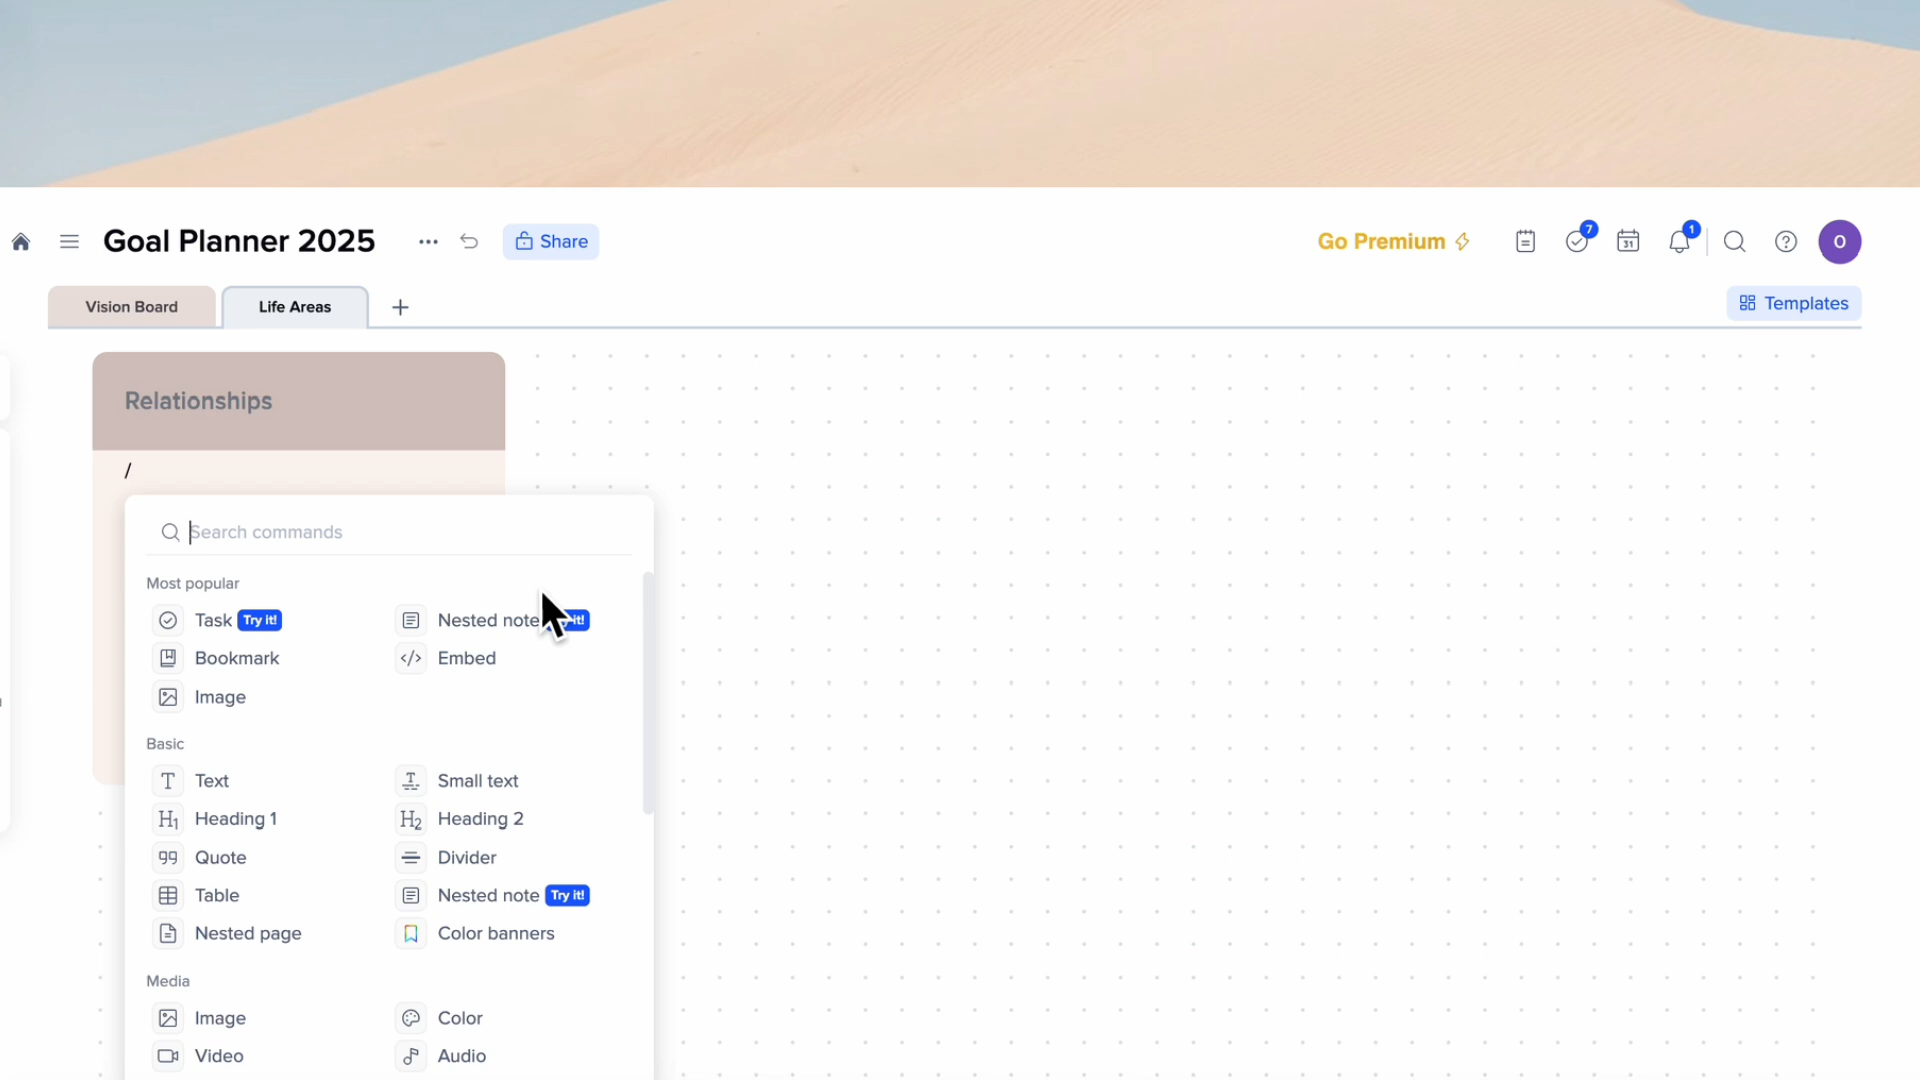 Goal Planner 2025
Share
Go Premium
7
31
1
O
Vision Board
Life Areas
Templates
Relationships
/
Search commands
Most popular
Task Try it!
Nested note it!
Bookmark
Embed
Image
Basic
Text
Small text
Heading 1
Heading 2
Quote
Divider
Table
Nested note Try it!
Nested page
Color banners
Media
Image
Color
Video
Audio